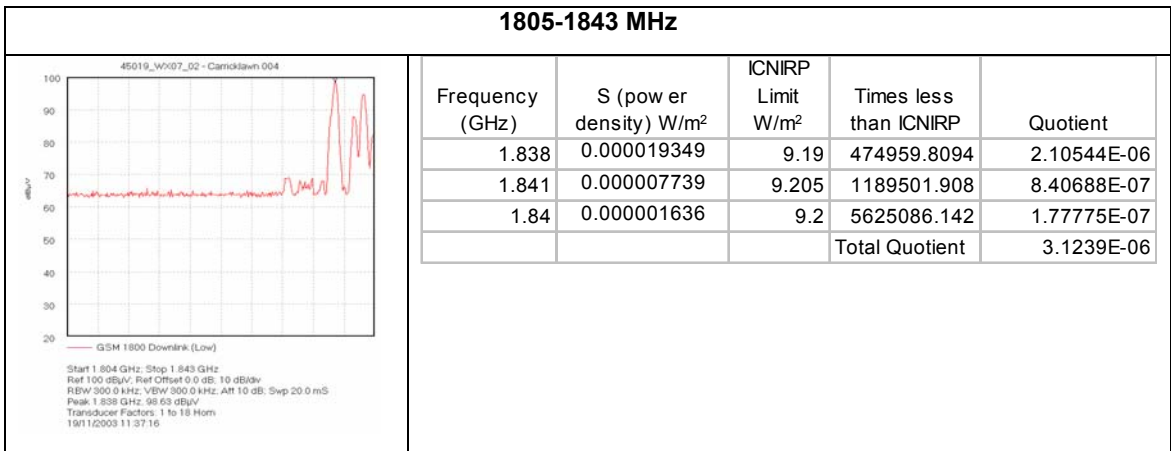 1805-1843 MHz
45019_WX07_02 - Carricklawn.004
100
90
80
70
60
50
40
30
20
dBµV
GSM 1800 Downlink (Low)
Start 1.804 GHz; Stop 1.843 GHz
Ref 100 dBµV; Ref Offset 0.0 dB; 10 dB/div
RBW 300.0 kHz; VBW 300.0 kHz; Att 10 dB; Swp 20.0 mS
Peak 1.838 GHz, 98.63 dBµV
Transducer Factors: 1 to 18 Horn
19/11/2003 11:37:16
Frequency (GHz) S (pow er density) W/m² ICNIRP Limit W/m² Times less than ICNIRP Quotient
1.838 0.000019349 9.19 474959.8094 2.10544E-06
1.841 0.000007739 9.205 1189501.908 8.40688E-07
1.84 0.000001636 9.2 5625086.142 1.77775E-07
Total Quotient 3.1239E-06